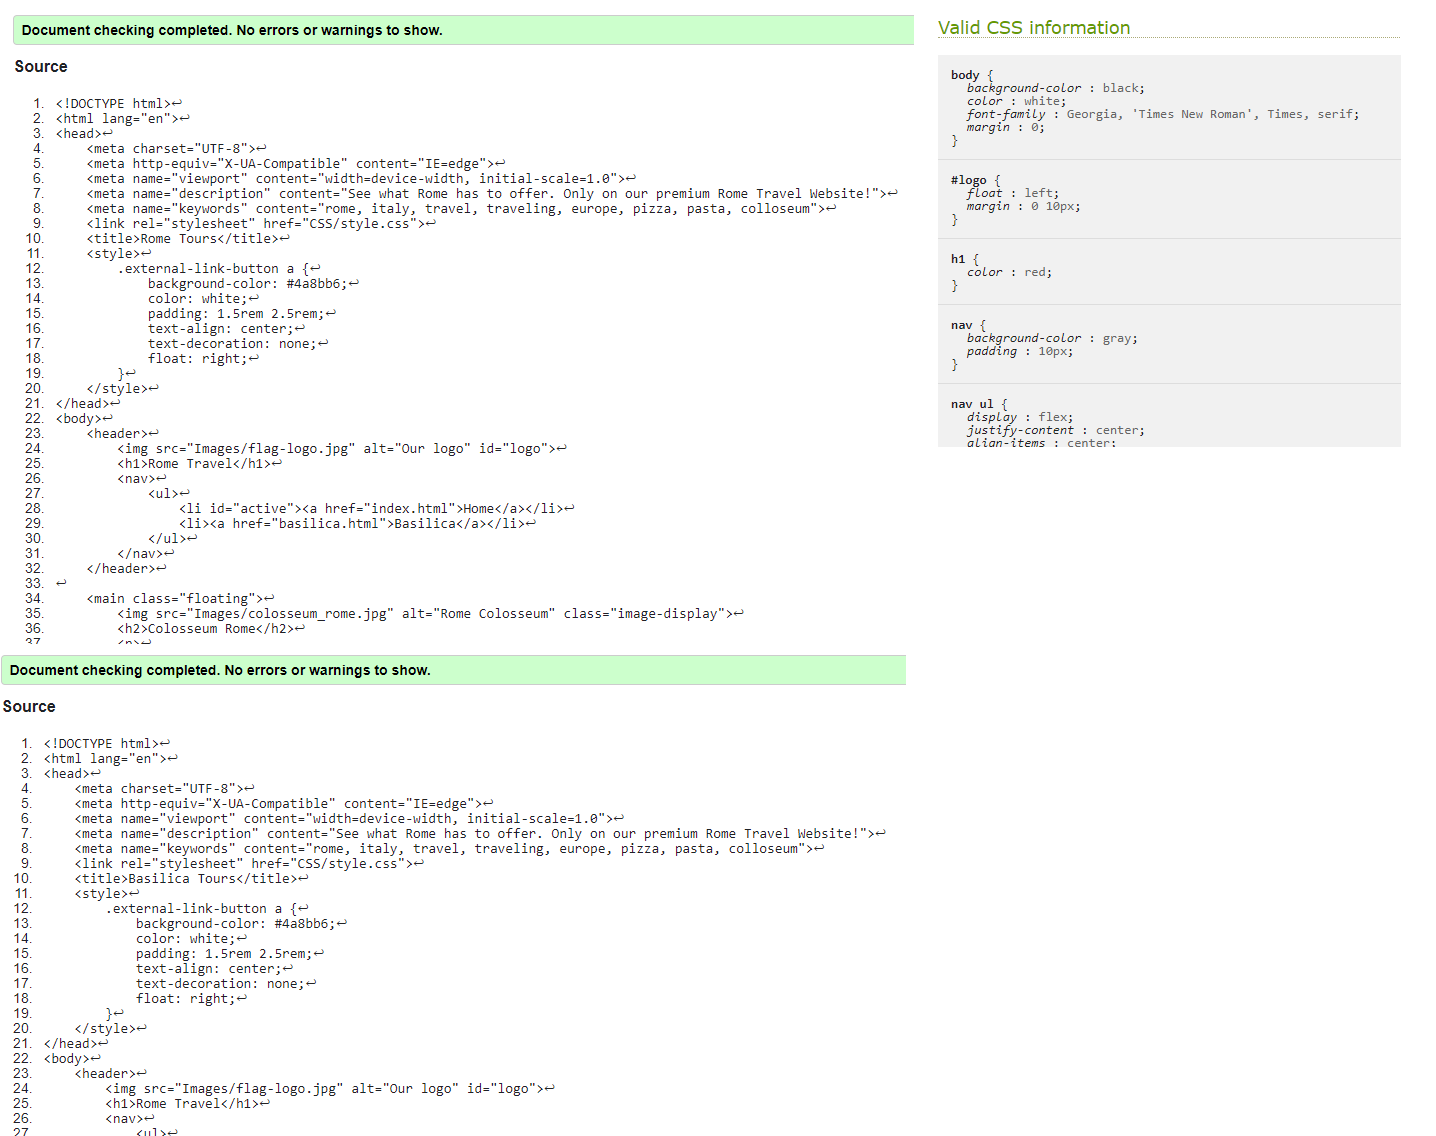 Document checking completed. No errors or warnings to show.
Source
1. <!DOCTYPE html>↩
2. <html lang="en">↩
3. <head>↩
4.     <meta charset="UTF-8">↩
5.     <meta http-equiv="X-UA-Compatible" content="IE=edge">↩
6.     <meta name="viewport" content="width=device-width, initial-scale=1.0">↩
7.     <meta name="description" content="See what Rome has to offer. Only on our premium Rome Travel Website!">↩
8.     <meta name="keywords" content="rome, italy, travel, traveling, europe, pizza, pasta, colloseum">↩
9.     <link rel="stylesheet" href="CSS/style.css">↩
10.     <title>Rome Tours</title>↩
11.     <style>↩
12.         .external-link-button a {↩
13.             background-color: #4a8bb6;↩
14.             color: white;↩
15.             padding: 1.5rem 2.5rem;↩
16.             text-align: center;↩
17.             text-decoration: none;↩
18.             float: right;↩
19.         }↩
20.     </style>↩
21. </head>↩
22. <body>↩
23.     <header>↩
24.         <img src="Images/flag-logo.jpg" alt="Our logo" id="logo">↩
25.         <h1>Rome Travel</h1>↩
26.         <nav>↩
27.             <ul>↩
28.                 <li id="active"><a href="index.html">Home</a></li>↩
29.                 <li><a href="basilica.html">Basilica</a></li>↩
30.             </ul>↩
31.         </nav>↩
32.     </header>↩
33. ↩
34.     <main class="floating">↩
35.         <img src="Images/colosseum_rome.jpg" alt="Rome Colosseum" class="image-display">↩
36.         <h2>Colosseum Rome</h2>↩
37.         <p>↩
Valid CSS information
body {
background-color : black;
color : white;
font-family : Georgia, 'Times New Roman', Times, serif;
margin : 0;
}
#logo {
float : left;
margin : 0 10px;
}
h1 {
color : red;
}
nav {
background-color : gray;
padding : 10px;
}
nav ul {
display : flex;
justify-content : center;
align-items : center;
Document checking completed. No errors or warnings to show.
Source
1. <!DOCTYPE html>↩
2. <html lang="en">↩
3. <head>↩
4.     <meta charset="UTF-8">↩
5.     <meta http-equiv="X-UA-Compatible" content="IE=edge">↩
6.     <meta name="viewport" content="width=device-width, initial-scale=1.0">↩
7.     <meta name="description" content="See what Rome has to offer. Only on our premium Rome Travel Website!">↩
8.     <meta name="keywords" content="rome, italy, travel, traveling, europe, pizza, pasta, colloseum">↩
9.     <link rel="stylesheet" href="CSS/style.css">↩
10.     <title>Basilica Tours</title>↩
11.     <style>↩
12.         .external-link-button a {↩
13.             background-color: #4a8bb6;↩
14.             color: white;↩
15.             padding: 1.5rem 2.5rem;↩
16.             text-align: center;↩
17.             text-decoration: none;↩
18.             float: right;↩
19.         }↩
20.     </style>↩
21. </head>↩
22. <body>↩
23.     <header>↩
24.         <img src="Images/flag-logo.jpg" alt="Our logo" id="logo">↩
25.         <h1>Rome Travel</h1>↩
26.         <nav>↩
27.             <ul>↩